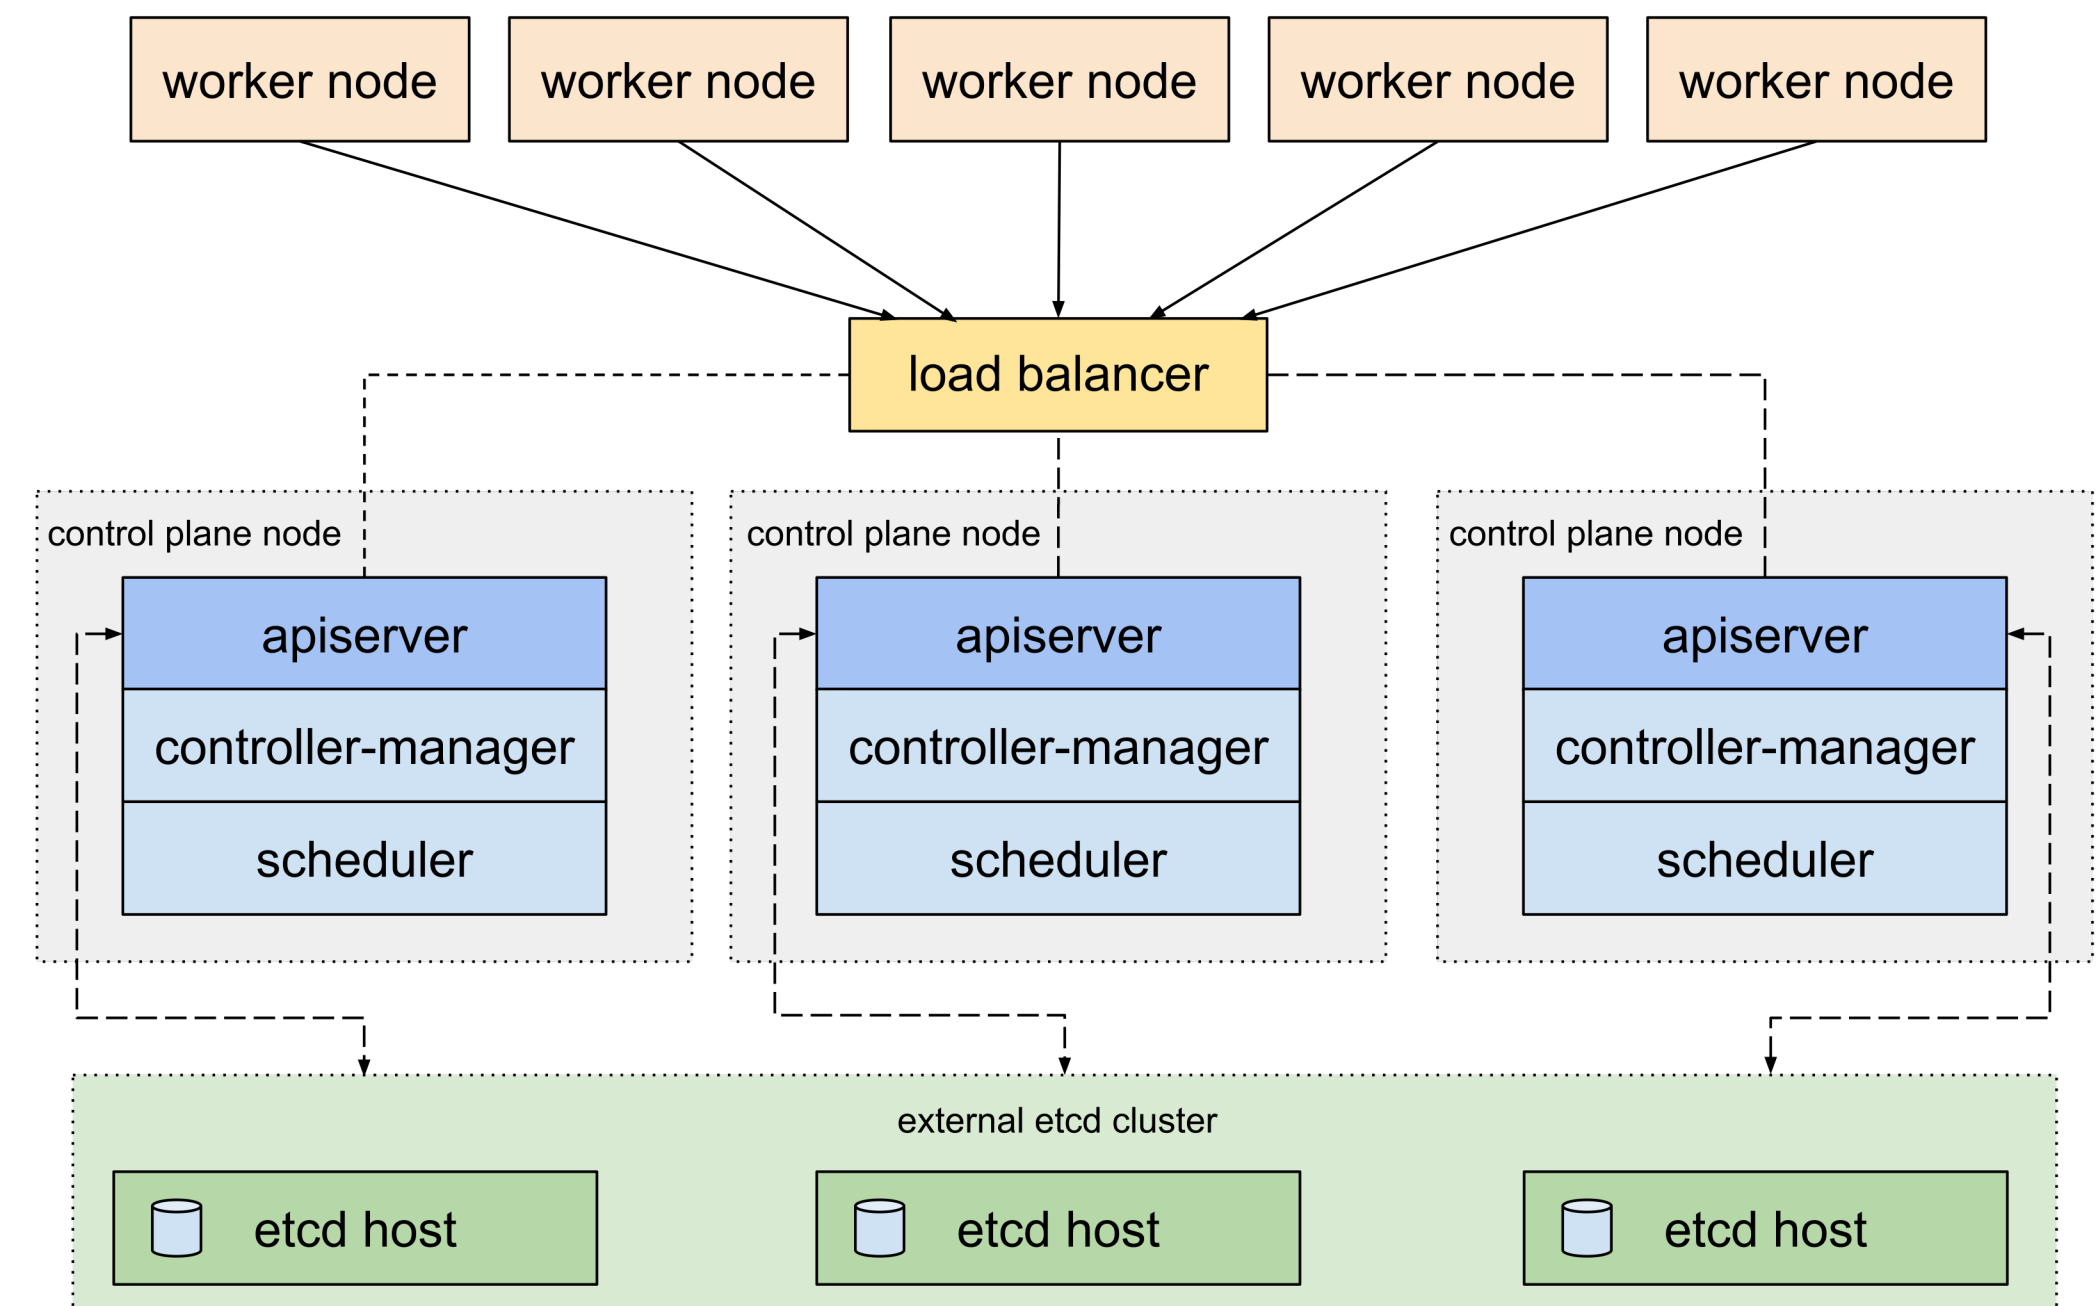 worker node
worker node
worker node
worker node
worker node
load balancer
control plane node
control plane node
control plane node
apiserver
apiserver
apiserver
controller-manager
controller-manager
controller-manager
scheduler
scheduler
scheduler
external etcd cluster
etcd host
etcd host
etcd host